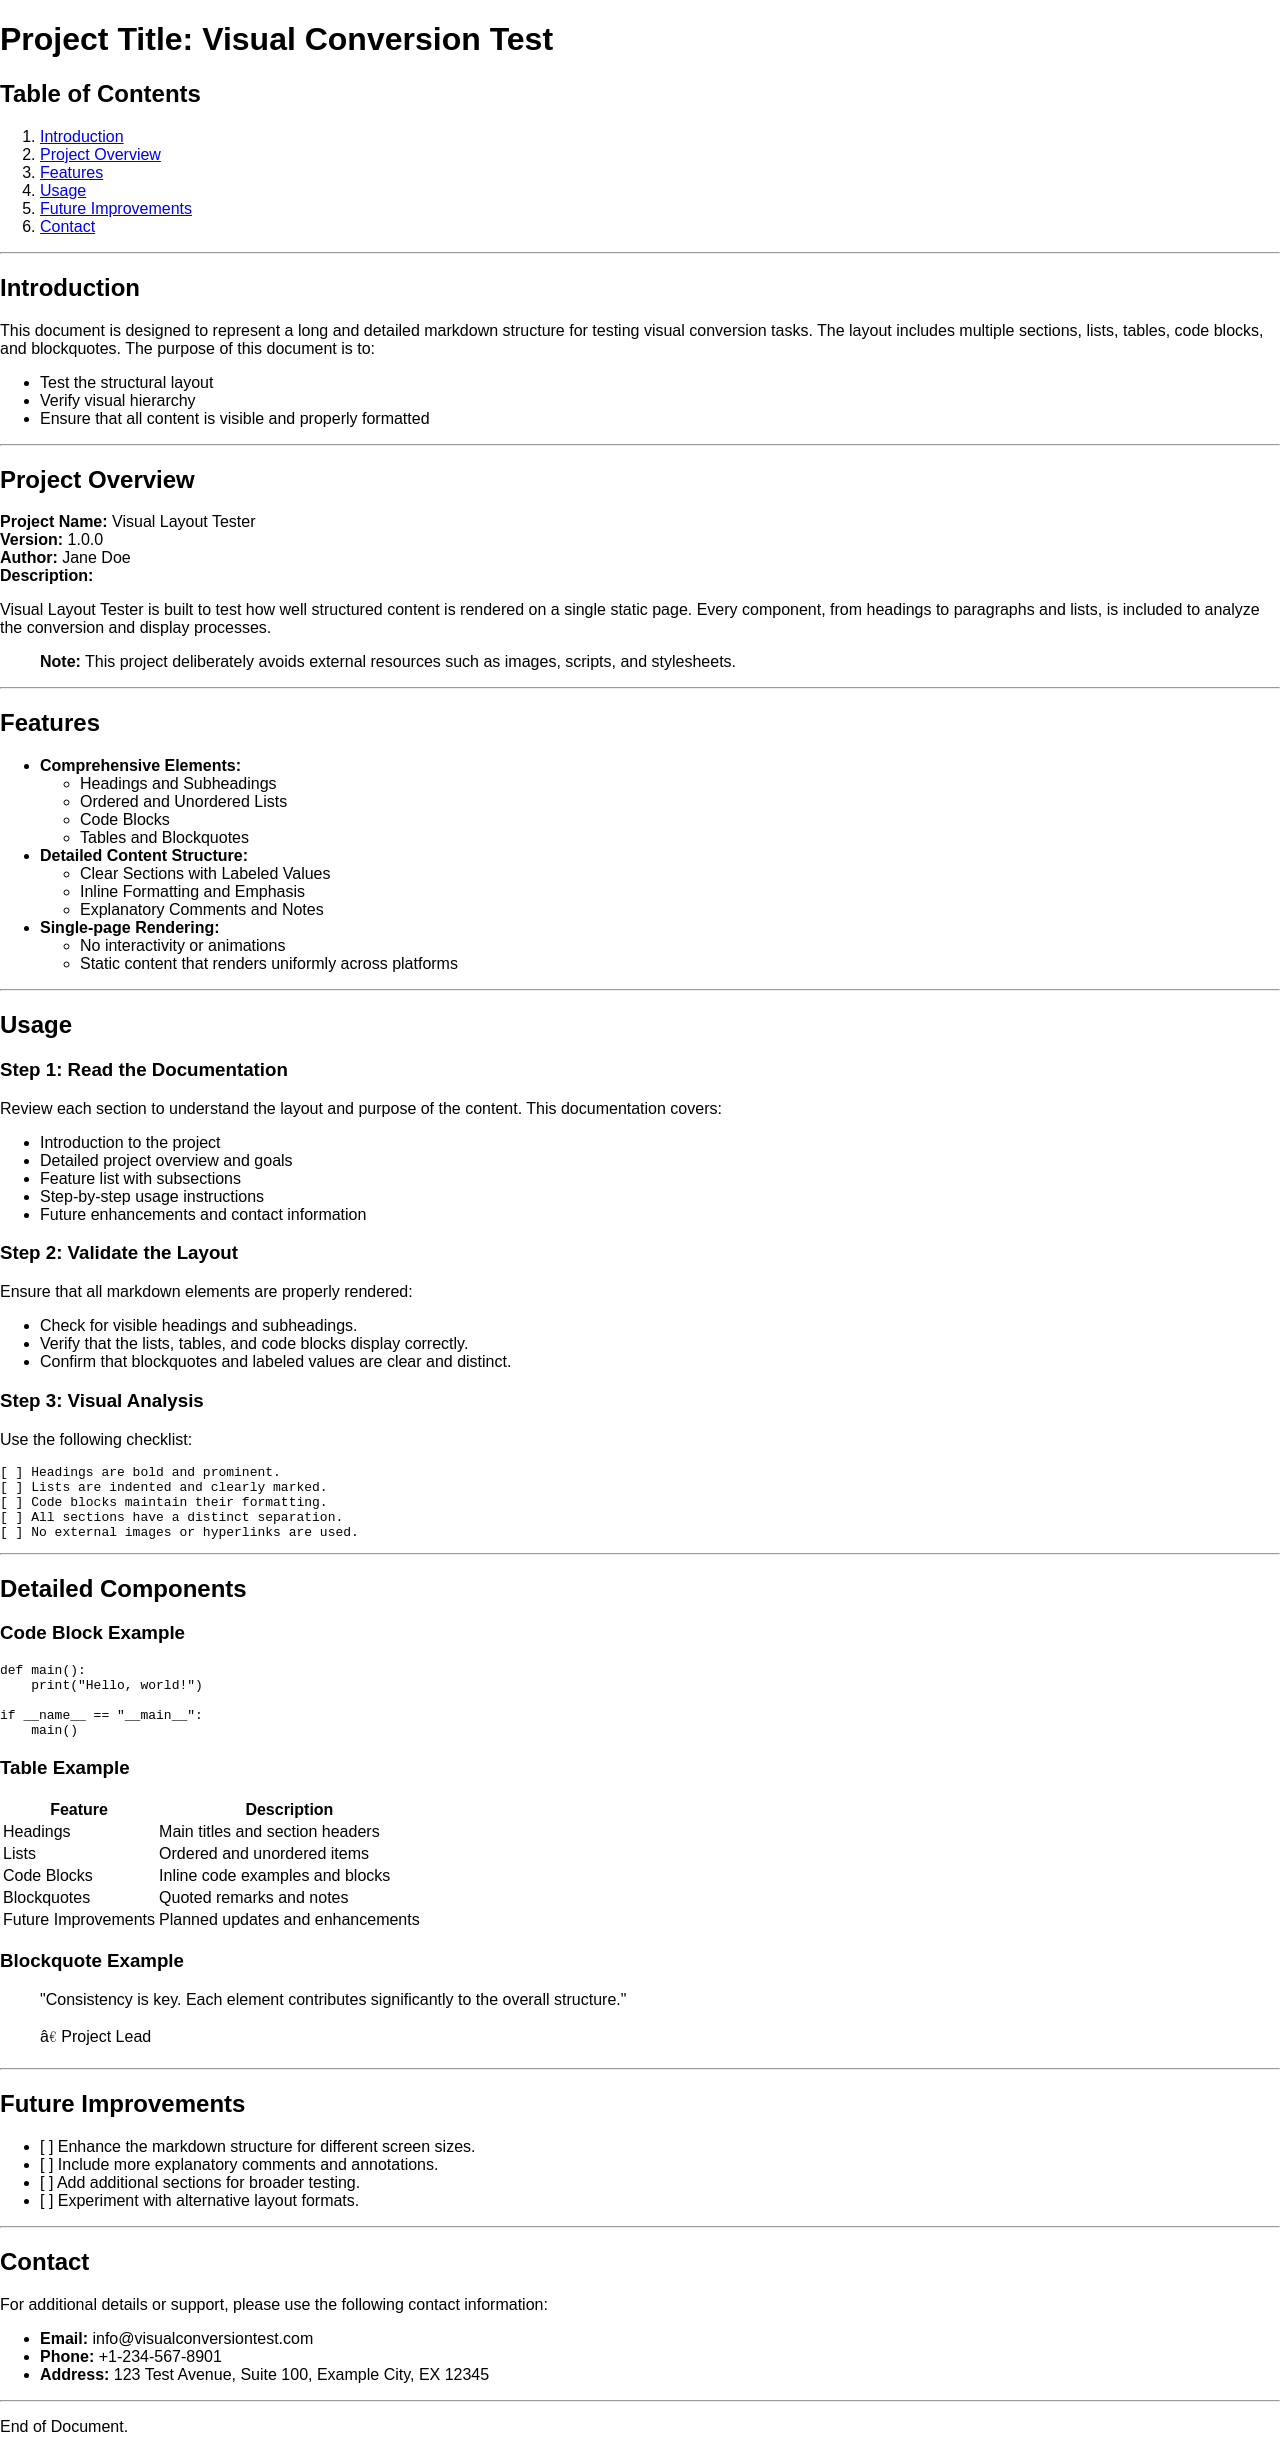 Project Title: Visual Conversion Test
Table of Contents
1. Introduction
2. Project Overview
3. Features
4. Usage
5. Future Improvements
6. Contact
Introduction
This document is designed to represent a long and detailed markdown structure for testing visual conversion tasks. The layout includes multiple sections, lists, tables, code blocks,
and blockquotes. The purpose of this document is to:
• Test the structural layout
• Verify visual hierarchy
• Ensure that all content is visible and properly formatted
Project Overview
Project Name: Visual Layout Tester
Version: 1.0.0
Author: Jane Doe
Description:
Visual Layout Tester is built to test how well structured content is rendered on a single static page. Every component, from headings to paragraphs and lists, is included to analyze
the conversion and display processes.
Note: This project deliberately avoids external resources such as images, scripts, and stylesheets.
Features
• Comprehensive Elements:
◦ Headings and Subheadings
◦ Ordered and Unordered Lists
◦ Code Blocks
◦ Tables and Blockquotes
• Detailed Content Structure:
◦ Clear Sections with Labeled Values
◦ Inline Formatting and Emphasis
◦ Explanatory Comments and Notes
• Single-page Rendering:
◦ No interactivity or animations
◦ Static content that renders uniformly across platforms
Usage
Step 1: Read the Documentation
Review each section to understand the layout and purpose of the content. This documentation covers:
• Introduction to the project
• Detailed project overview and goals
• Feature list with subsections
• Step-by-step usage instructions
• Future enhancements and contact information
Step 2: Validate the Layout
Ensure that all markdown elements are properly rendered:
• Check for visible headings and subheadings.
• Verify that the lists, tables, and code blocks display correctly.
• Confirm that blockquotes and labeled values are clear and distinct.
Step 3: Visual Analysis
Use the following checklist:
[ ] Headings are bold and prominent.
[ ] Lists are indented and clearly marked.
[ ] Code blocks maintain their formatting.
[ ] All sections have a distinct separation.
[ ] No external images or hyperlinks are used.
Detailed Components
Code Block Example
def main():
    print("Hello, world!")
if __name__ == "__main__":
    main()
Table Example
Feature Description
Headings Main titles and section headers
Lists Ordered and unordered items
Code Blocks Inline code examples and blocks
Blockquotes Quoted remarks and notes
Future Improvements Planned updates and enhancements
Blockquote Example
"Consistency is key. Each element contributes significantly to the overall structure."
â€ Project Lead
Future Improvements
• [ ] Enhance the markdown structure for different screen sizes.
• [ ] Include more explanatory comments and annotations.
• [ ] Add additional sections for broader testing.
• [ ] Experiment with alternative layout formats.
Contact
For additional details or support, please use the following contact information:
• Email: info@visualconversiontest.com
• Phone: +1-234-567-8901
• Address: 123 Test Avenue, Suite 100, Example City, EX 12345
End of Document.